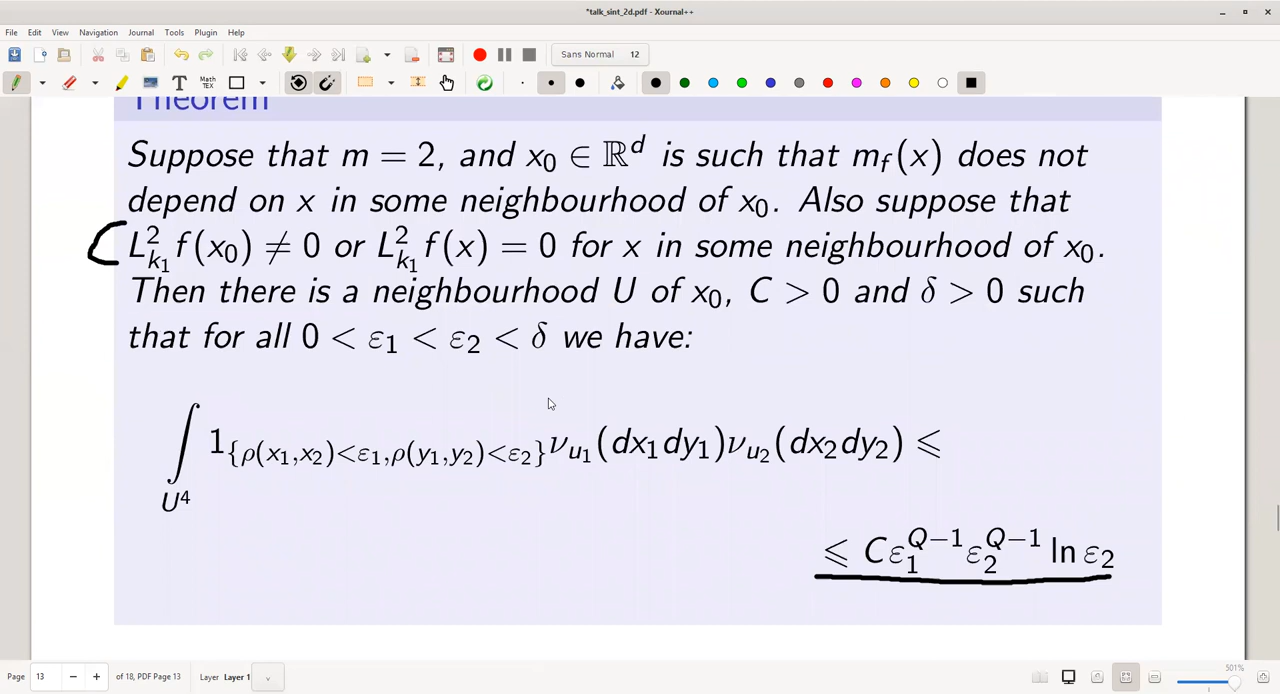 *talk_sint_2d.pdf - Xournal++
File Edit View Navigation Journal Tools Plugin Help
Sans Normal 12
T Math TEX
Theorem
Suppose that m = 2, and x₀ ∈ ℝᵈ is such that m_f(x) does not
depend on x in some neighbourhood of x₀. Also suppose that
L²_{k₁} f(x₀) ≠ 0 or L²_{k₁} f(x) = 0 for x in some neighbourhood of x₀.
Then there is a neighbourhood U of x₀, C > 0 and δ > 0 such
that for all 0 < ε₁ < ε₂ < δ we have:
∫_{U⁴} 1_{{ρ(x₁,x₂)<ε₁,ρ(y₁,y₂)<ε₂}} ν_{u₁}(dx₁dy₁)ν_{u₂}(dx₂dy₂) ⩽
⩽ Cε₁^{Q−1}ε₂^{Q−1} ln ε₂
Page 13 of 18, PDF Page 13 Layer Layer 1 501%